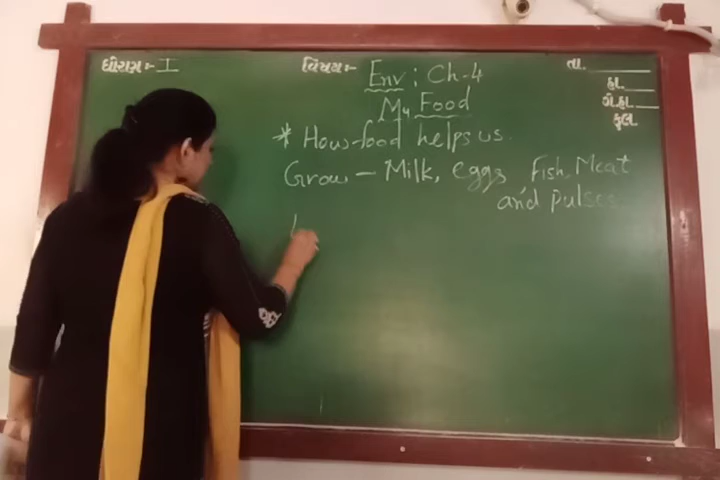 ધોરણ:- I
વિષય:- Env : Ch-4
તા.
હા.
ગે.હા.
કુલ.
My Food
* How food helps us.
Grow - Milk, eggs, Fish, Meat
and pulses